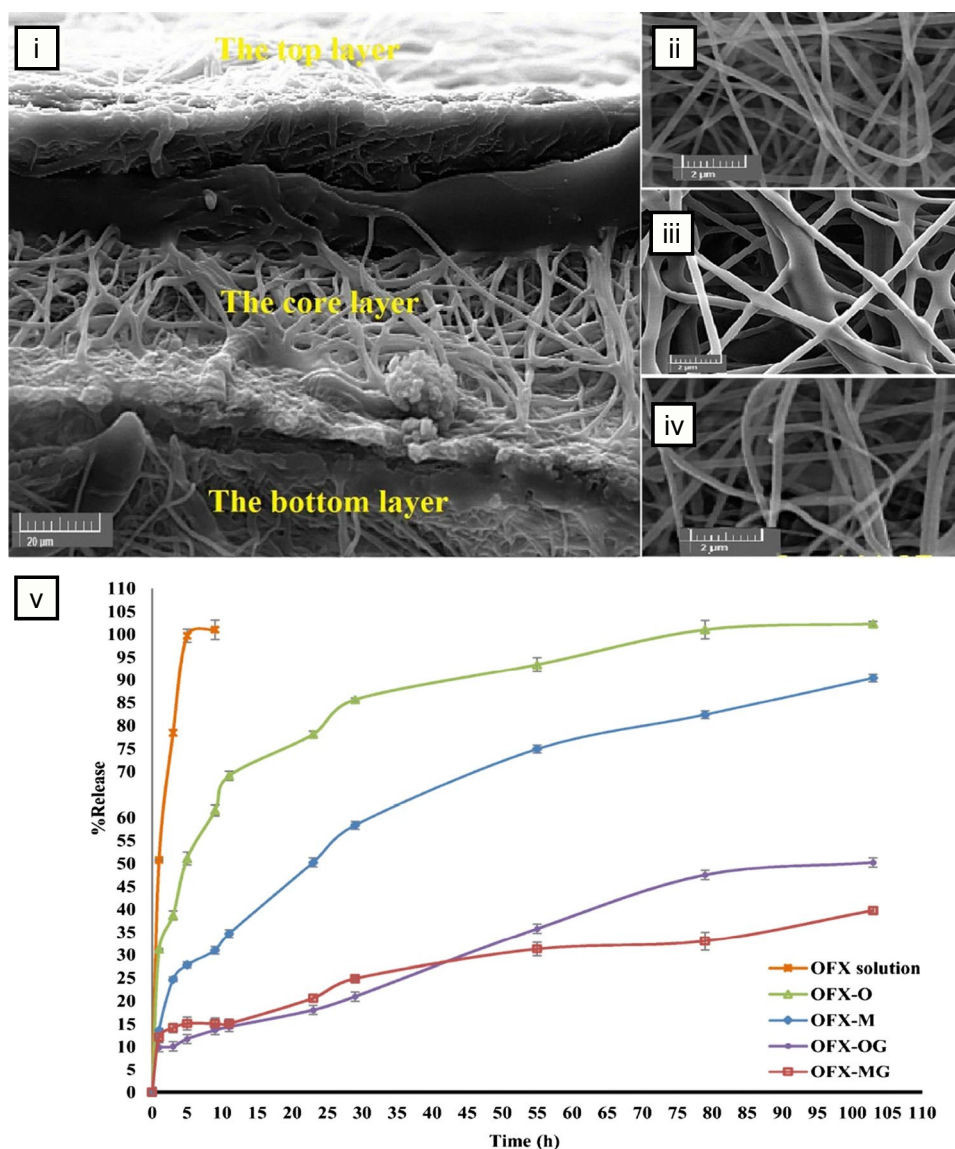 i
The top layer
The core layer
The bottom layer
20 µm
ii
2 µm
iii
2 µm
iv
2 µm
v
110
105
100
95
90
85
80
75
70
60
55
50
45
40
35
30
25
20
15
10
5
0
%Release
0 5 10 15 20 25 30 35 40 45 50 55 60 65 70 75 80 85 90 95 100 105 110
Time (h)
OFX solution
OFX-O
OFX-M
OFX-OG
OFX-MG